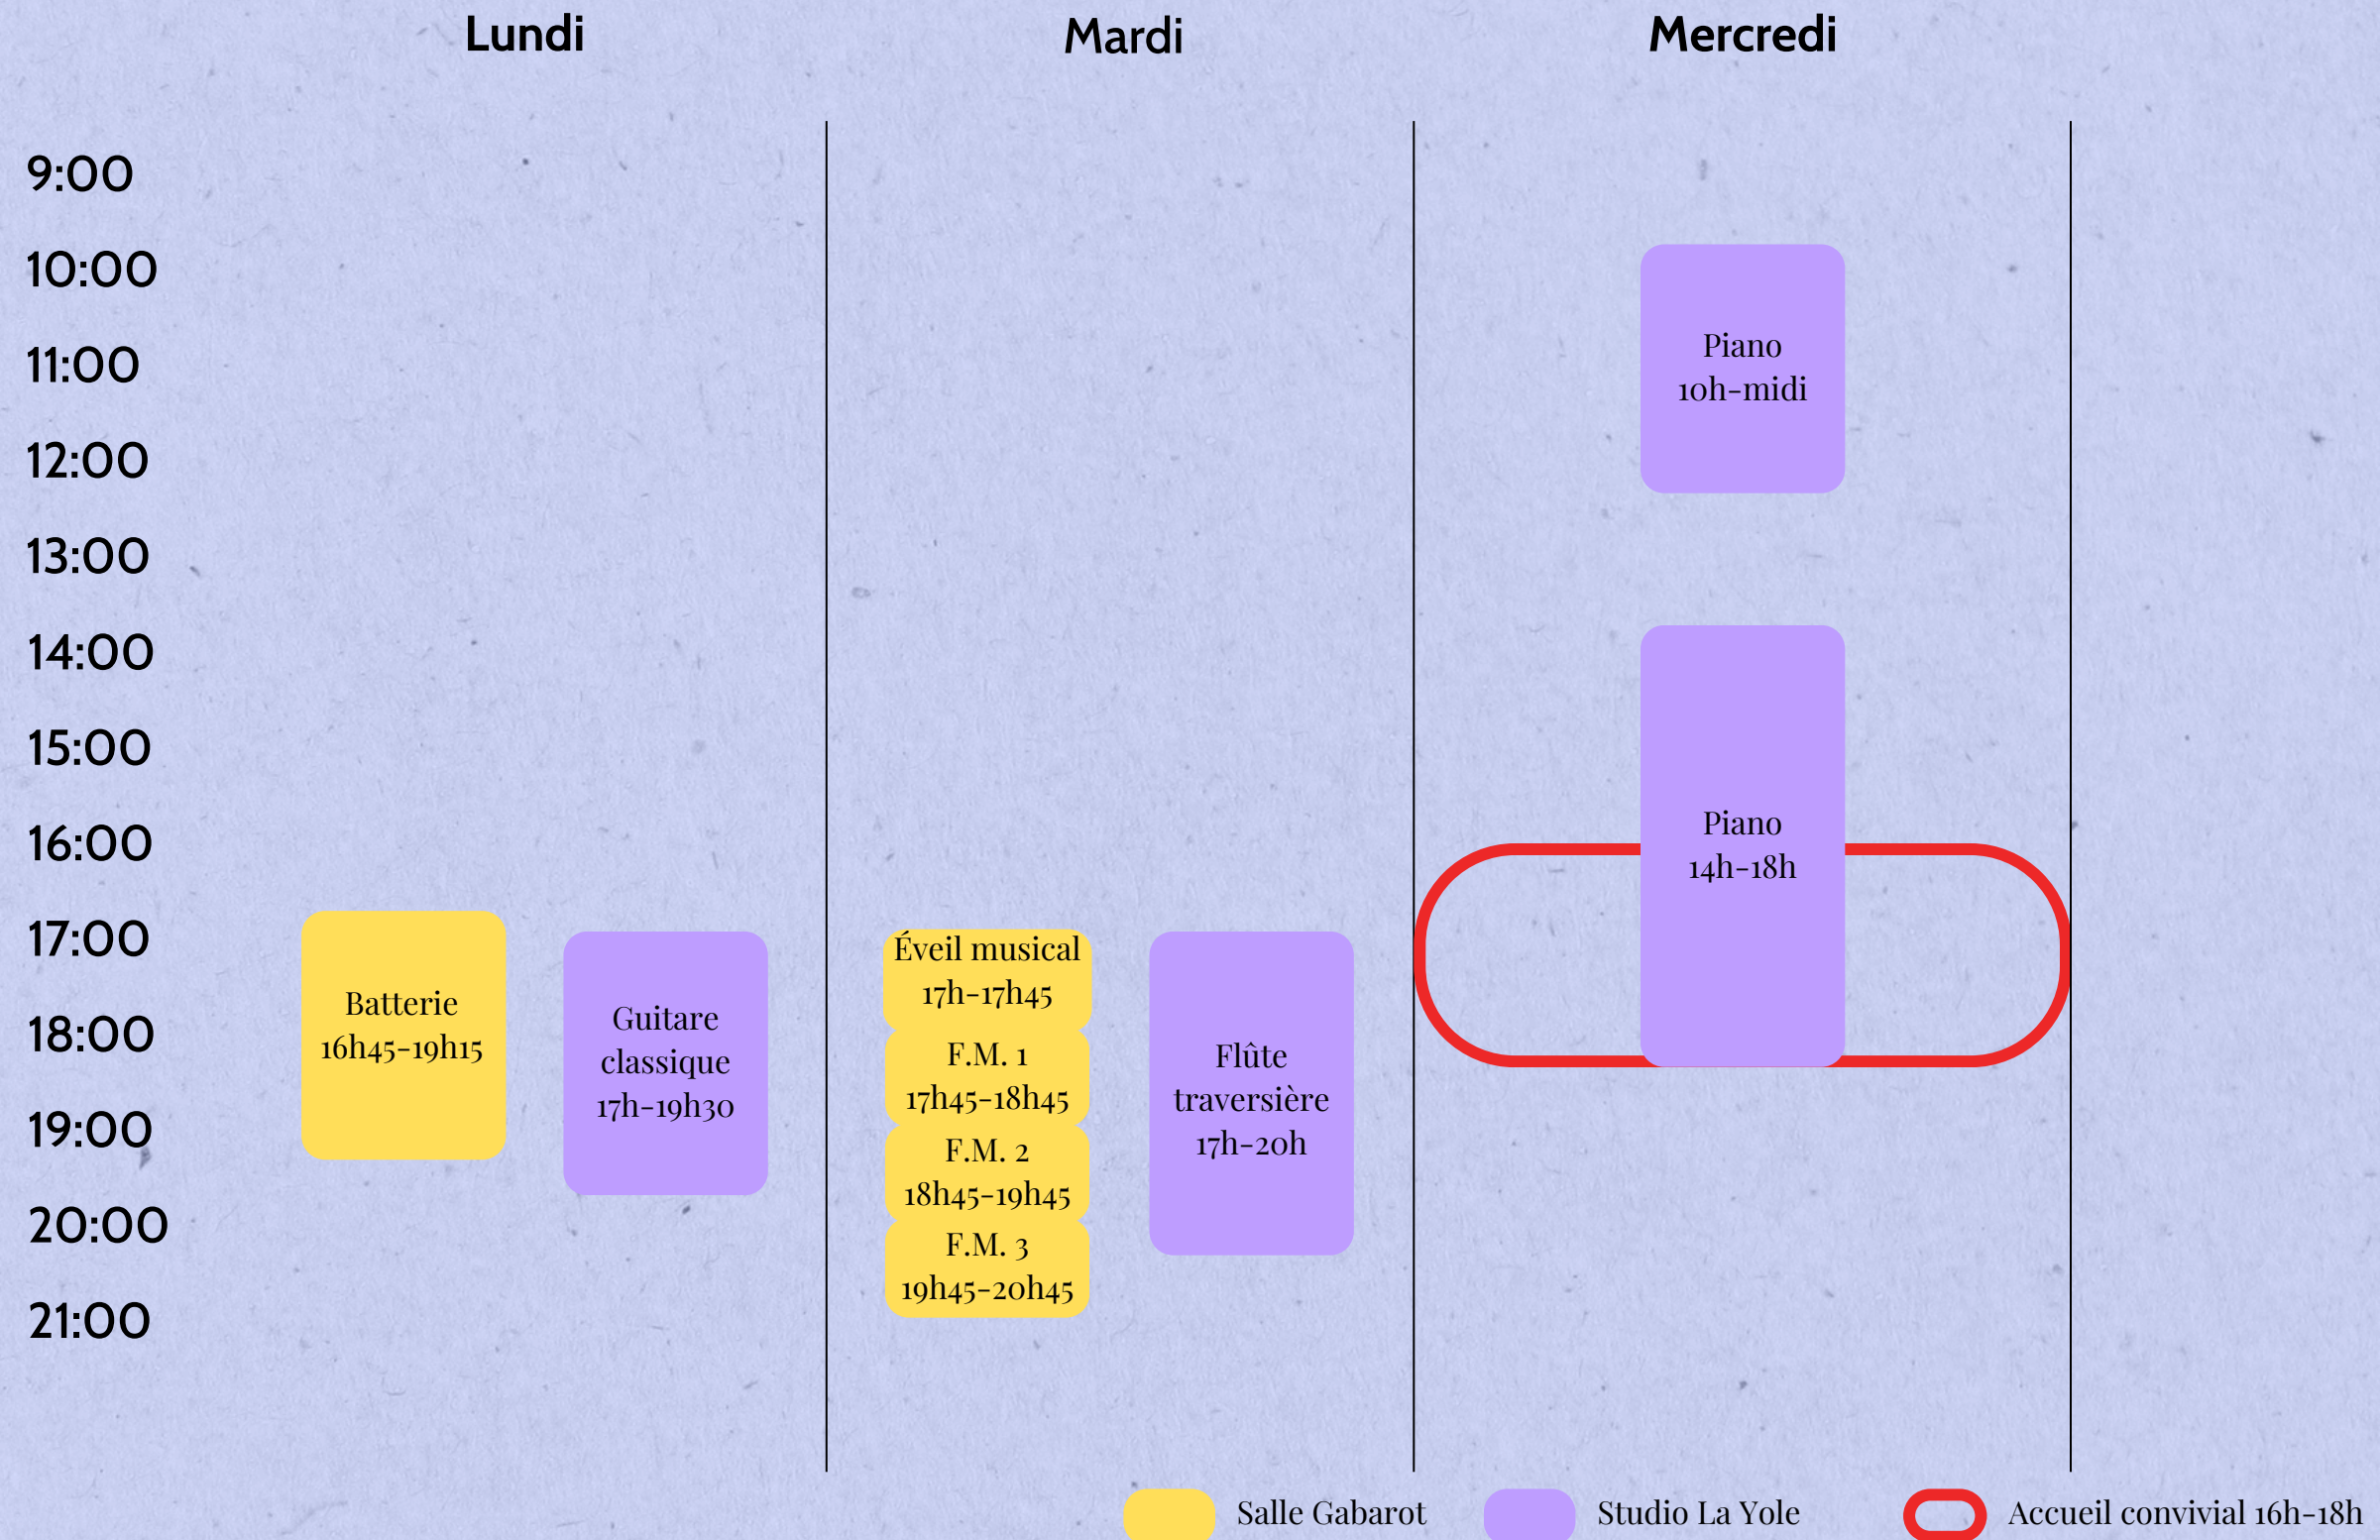 Lundi
Mardi
Mercredi
9:00
10:00
11:00
12:00
13:00
14:00
15:00
16:00
17:00
18:00
19:00
20:00
21:00
Batterie
16h45-19h15
Guitare
classique
17h-19h30
Éveil musical
17h-17h45
F.M. 1
17h45-18h45
F.M. 2
18h45-19h45
F.M. 3
19h45-20h45
Flûte
traversière
17h-20h
Piano
10h-midi
Piano
14h-18h
Salle Gabarot
Studio La Yole
Accueil convivial 16h-18h